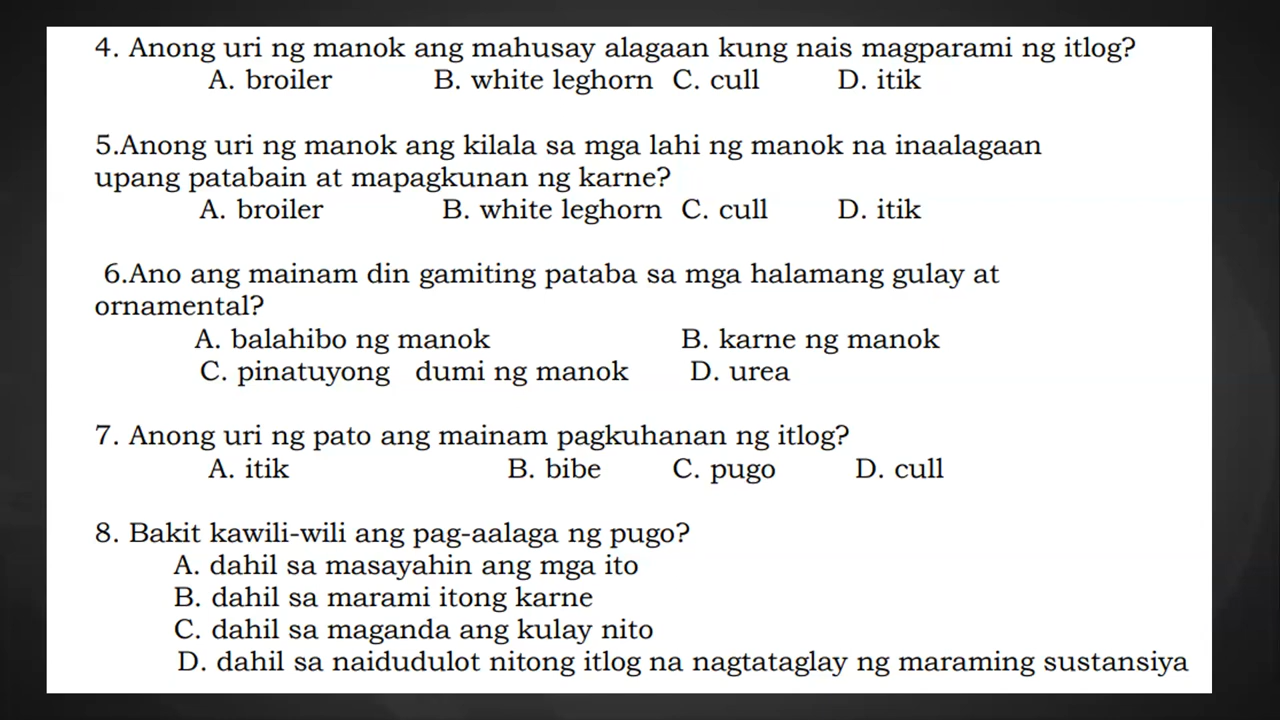 4. Anong uri ng manok ang mahusay alagaan kung nais magparami ng itlog?
A. broiler B. white leghorn C. cull D. itik
5.Anong uri ng manok ang kilala sa mga lahi ng manok na inaalagaan
upang patabain at mapagkunan ng karne?
A. broiler B. white leghorn C. cull D. itik
6.Ano ang mainam din gamiting pataba sa mga halamang gulay at
ornamental?
A. balahibo ng manok B. karne ng manok
C. pinatuyong dumi ng manok D. urea
7. Anong uri ng pato ang mainam pagkuhanan ng itlog?
A. itik B. bibe C. pugo D. cull
8. Bakit kawili-wili ang pag-aalaga ng pugo?
A. dahil sa masayahin ang mga ito
B. dahil sa marami itong karne
C. dahil sa maganda ang kulay nito
D. dahil sa naidudulot nitong itlog na nagtataglay ng maraming sustansiya